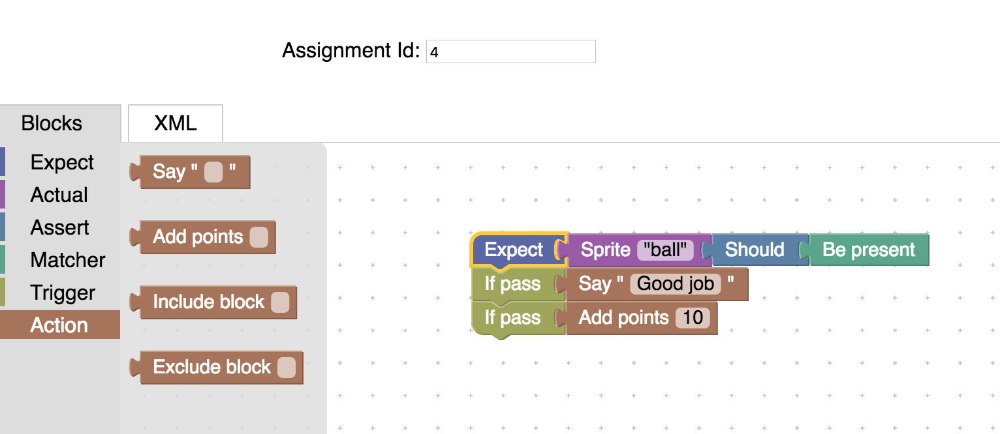 Assignment Id: 4
Blocks
XML
Expect
Actual
Assert
Matcher
Trigger
Action
Say " "
Add points
Include block
Exclude block
Expect Sprite "ball" Should Be present
If pass Say " Good job "
If pass Add points 10